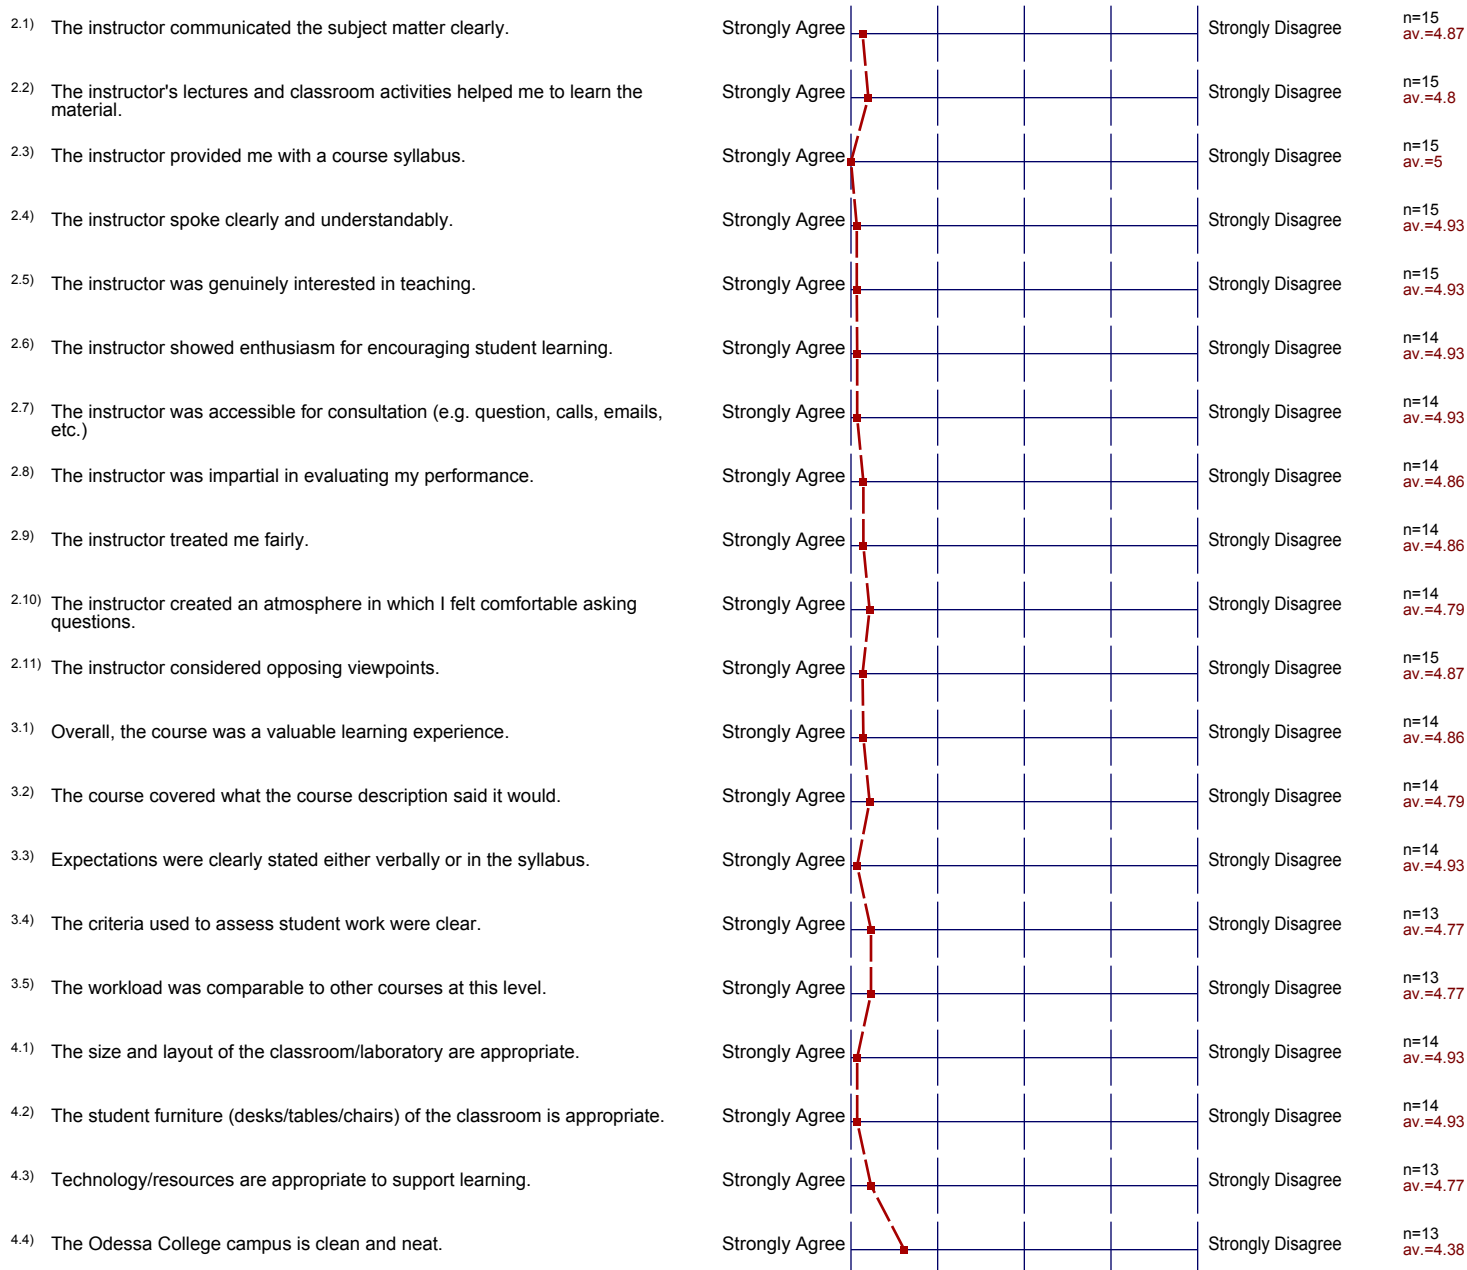 2.1) The instructor communicated the subject matter clearly. Strongly Agree Strongly Disagree n=15
av.=4.87
2.2) The instructor's lectures and classroom activities helped me to learn the Strongly Agree Strongly Disagree n=15
material. av.=4.8
2.3) The instructor provided me with a course syllabus. Strongly Agree Strongly Disagree n=15
av.=5
2.4) The instructor spoke clearly and understandably. Strongly Agree Strongly Disagree n=15
av.=4.93
2.5) The instructor was genuinely interested in teaching. Strongly Agree Strongly Disagree n=15
av.=4.93
2.6) The instructor showed enthusiasm for encouraging student learning. Strongly Agree Strongly Disagree n=14
av.=4.93
2.7) The instructor was accessible for consultation (e.g. question, calls, emails, Strongly Agree Strongly Disagree n=14
etc.) av.=4.93
2.8) The instructor was impartial in evaluating my performance. Strongly Agree Strongly Disagree n=14
av.=4.86
2.9) The instructor treated me fairly. Strongly Agree Strongly Disagree n=14
av.=4.86
2.10) The instructor created an atmosphere in which I felt comfortable asking Strongly Agree Strongly Disagree n=14
questions. av.=4.79
2.11) The instructor considered opposing viewpoints. Strongly Agree Strongly Disagree n=15
av.=4.87
3.1) Overall, the course was a valuable learning experience. Strongly Agree Strongly Disagree n=14
av.=4.86
3.2) The course covered what the course description said it would. Strongly Agree Strongly Disagree n=14
av.=4.79
3.3) Expectations were clearly stated either verbally or in the syllabus. Strongly Agree Strongly Disagree n=14
av.=4.93
3.4) The criteria used to assess student work were clear. Strongly Agree Strongly Disagree n=13
av.=4.77
3.5) The workload was comparable to other courses at this level. Strongly Agree Strongly Disagree n=13
av.=4.77
4.1) The size and layout of the classroom/laboratory are appropriate. Strongly Agree Strongly Disagree n=14
av.=4.93
4.2) The student furniture (desks/tables/chairs) of the classroom is appropriate. Strongly Agree Strongly Disagree n=14
av.=4.93
4.3) Technology/resources are appropriate to support learning. Strongly Agree Strongly Disagree n=13
av.=4.77
4.4) The Odessa College campus is clean and neat. Strongly Agree Strongly Disagree n=13
av.=4.38